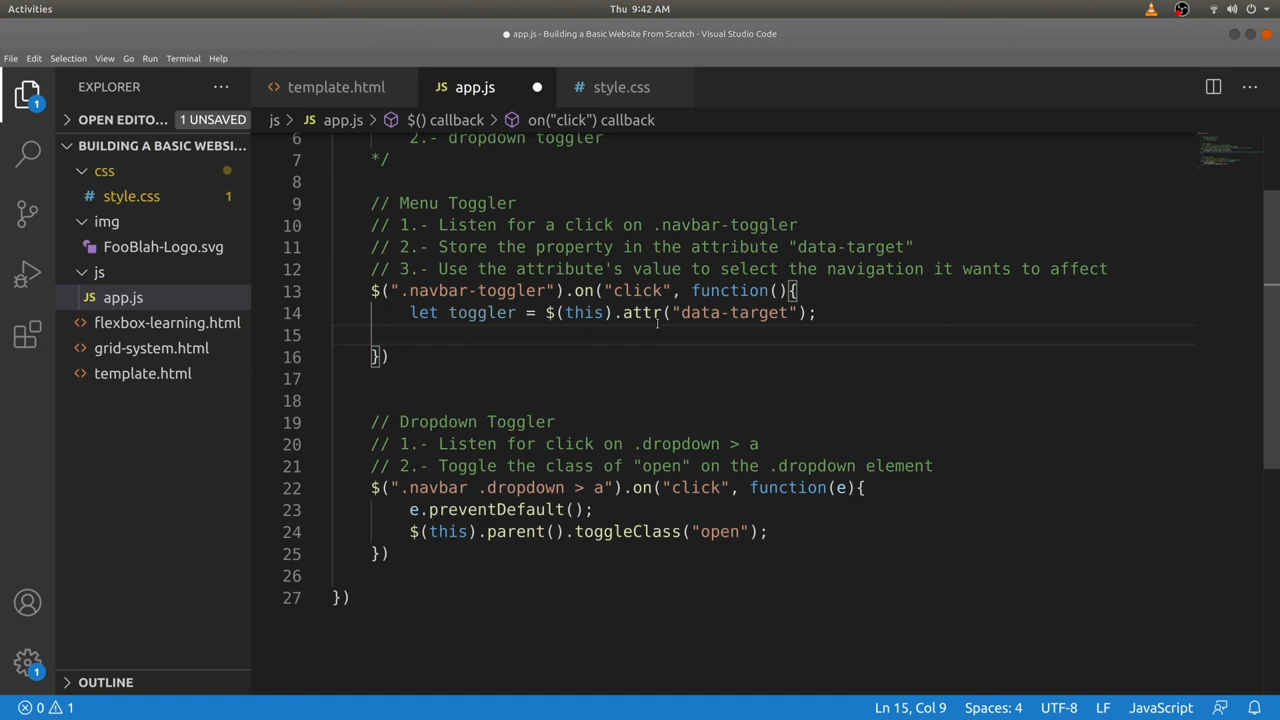 Activities
Thu 9:42 AM
● app.js - Building a Basic Website From Scratch - Visual Studio Code
File Edit Selection View Go Run Terminal Help
EXPLORER ···
<> template.html
JS app.js ●
# style.css
···
1
> OPEN EDITO... 1 UNSAVED
js > JS app.js > $() callback > on("click") callback
BUILDING A BASIC WEBSI...
css
# style.css 1
img
FooBlah-Logo.svg
js
JS app.js
<> flexbox-learning.html
<> grid-system.html
<> template.html
6 2.- dropdown toggler
7 */
8
9 // Menu Toggler
10 // 1.- Listen for a click on .navbar-toggler
11 // 2.- Store the property in the attribute "data-target"
12 // 3.- Use the attribute's value to select the navigation it wants to affect
13 $(".navbar-toggler").on("click", function(){
14 let toggler = $(this).attr("data-target");
15
16 })
17
18
19 // Dropdown Toggler
20 // 1.- Listen for click on .dropdown > a
21 // 2.- Toggle the class of "open" on the .dropdown element
22 $(".navbar .dropdown > a").on("click", function(e){
23 e.preventDefault();
24 $(this).parent().toggleClass("open");
25 })
26
27 })
1
> OUTLINE
0 1
Ln 15, Col 9 Spaces: 4 UTF-8 LF JavaScript